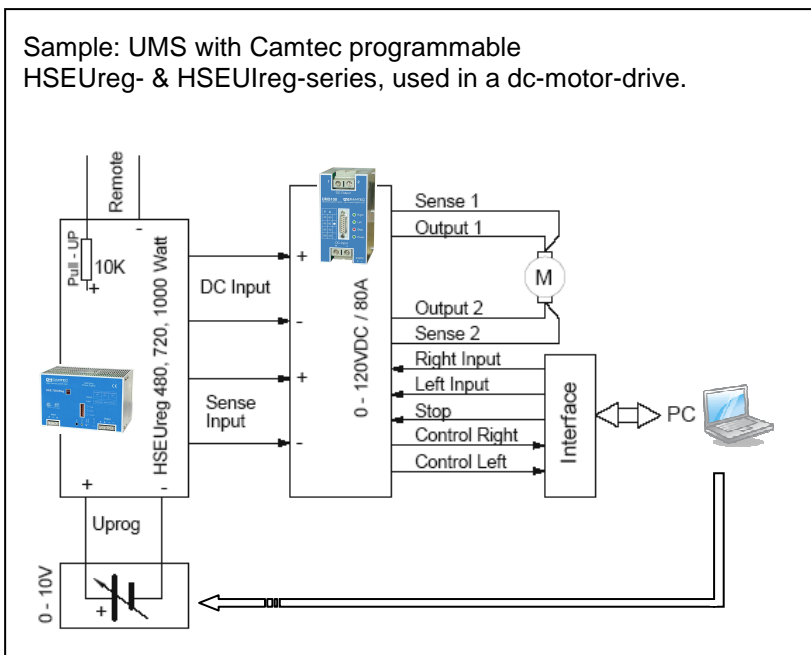 Sample: UMS with Camtec programmable
HSEUreg- & HSEUIreg-series, used in a dc-motor-drive.
Remote
-
Pull - UP
10K
+
HSEUreg 480, 720, 1000 Watt
DC Input
+
-
Sense
Input
+
-
0 - 120VDC / 80A
Sense 1
Output 1
M
Output 2
Sense 2
Right Input
Left Input
Stop
Control Right
Control Left
Interface
PC
+ -
Uprog
0 - 10V
+